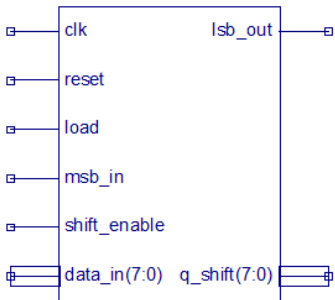 clk lsb_out
reset
load
msb_in
shift_enable
data_in(7:0) q_shift(7:0)